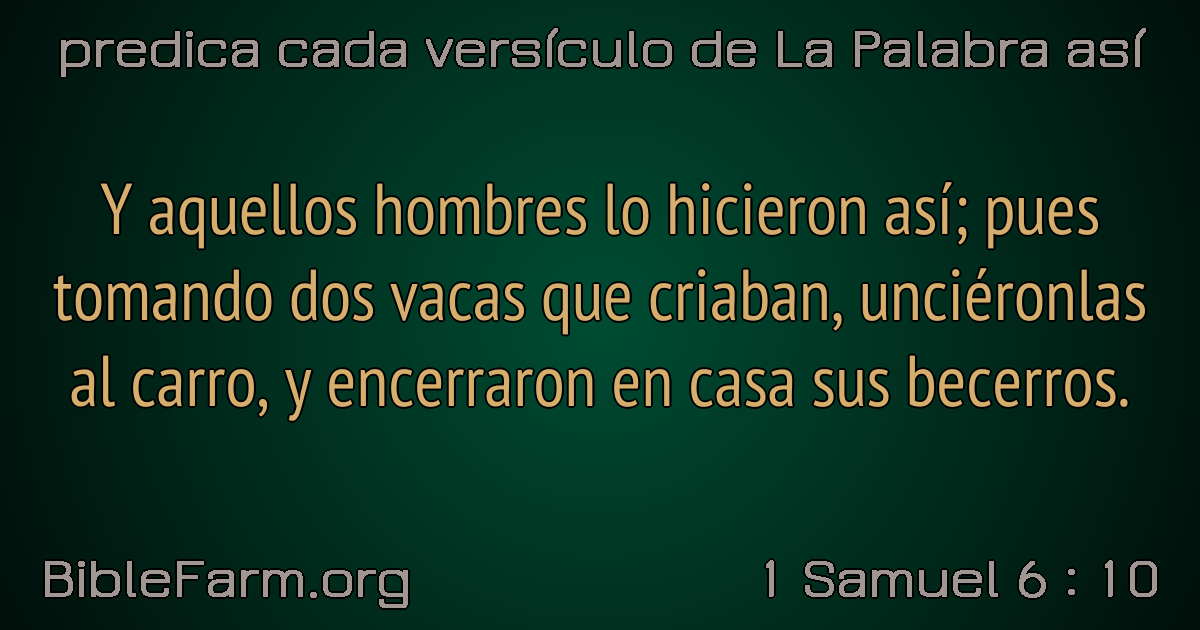 predica cada versículo de La Palabra así
Y aquellos hombres lo hicieron así; pues
tomando dos vacas que criaban, unciéronlas
al carro, y encerraron en casa sus becerros.
BibleFarm.org
1 Samuel 6 : 10